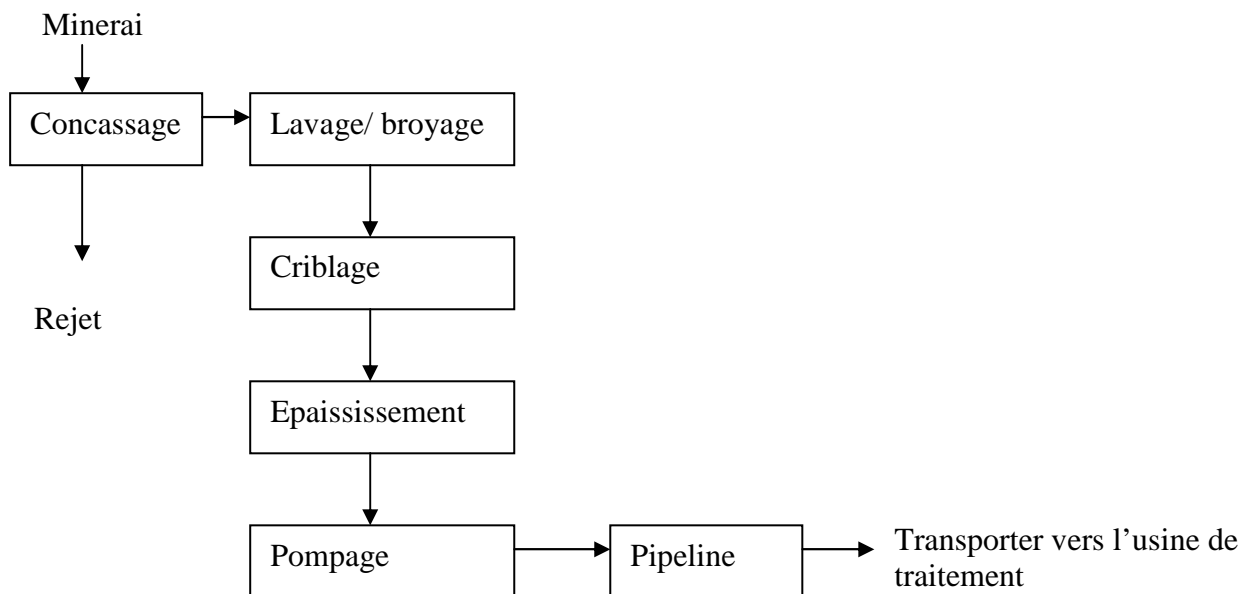 Minerai
Concassage
Lavage/ broyage
Criblage
Rejet
Epaississement
Pompage
Pipeline
Transporter vers l’usine de
traitement